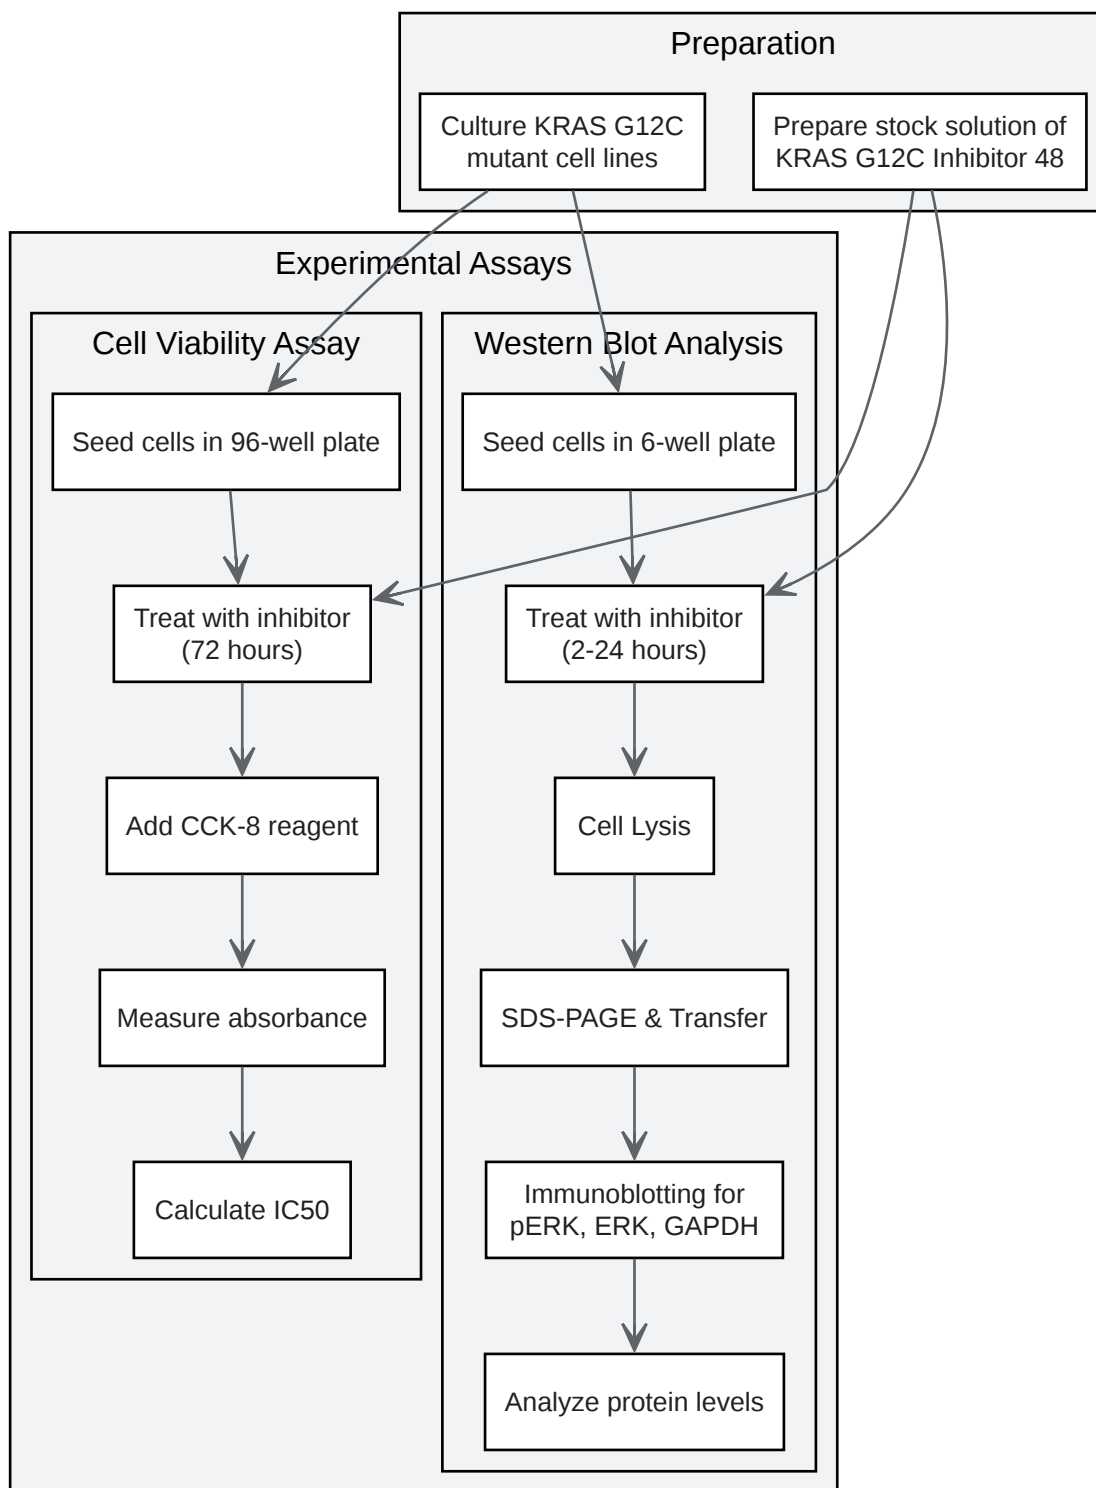 Preparation
Culture KRAS G12C
mutant cell lines
Prepare stock solution of
KRAS G12C Inhibitor 48
Experimental Assays
Cell Viability Assay
Seed cells in 96-well plate
Treat with inhibitor
(72 hours)
Add CCK-8 reagent
Measure absorbance
Calculate IC50
Western Blot Analysis
Seed cells in 6-well plate
Treat with inhibitor
(2-24 hours)
Cell Lysis
SDS-PAGE & Transfer
Immunoblotting for
pERK, ERK, GAPDH
Analyze protein levels